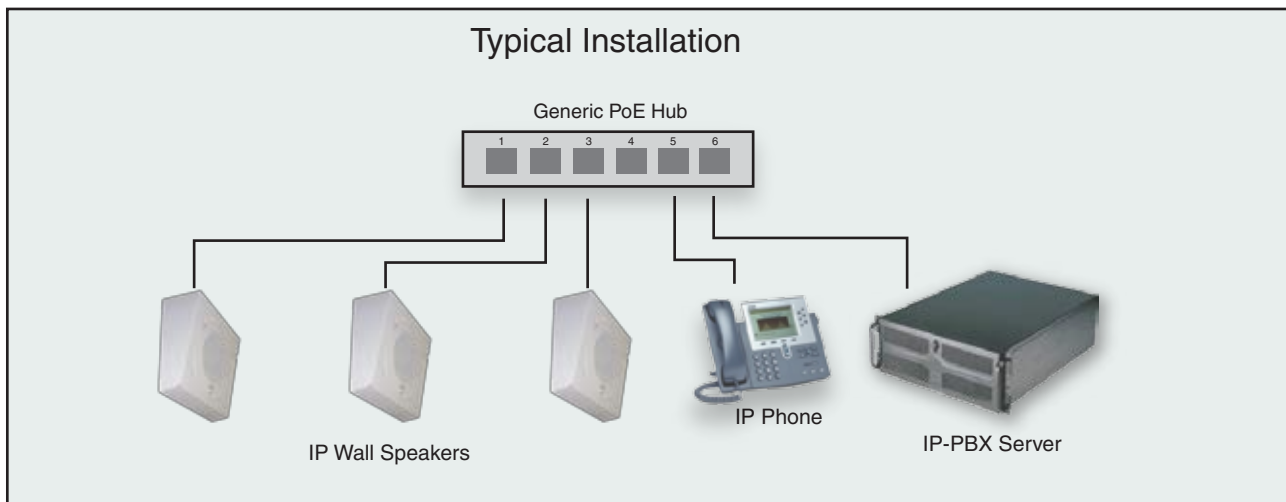 Typical Installation
Generic PoE Hub
1 2 3 4 5 6
IP Phone
IP Wall Speakers
IP-PBX Server